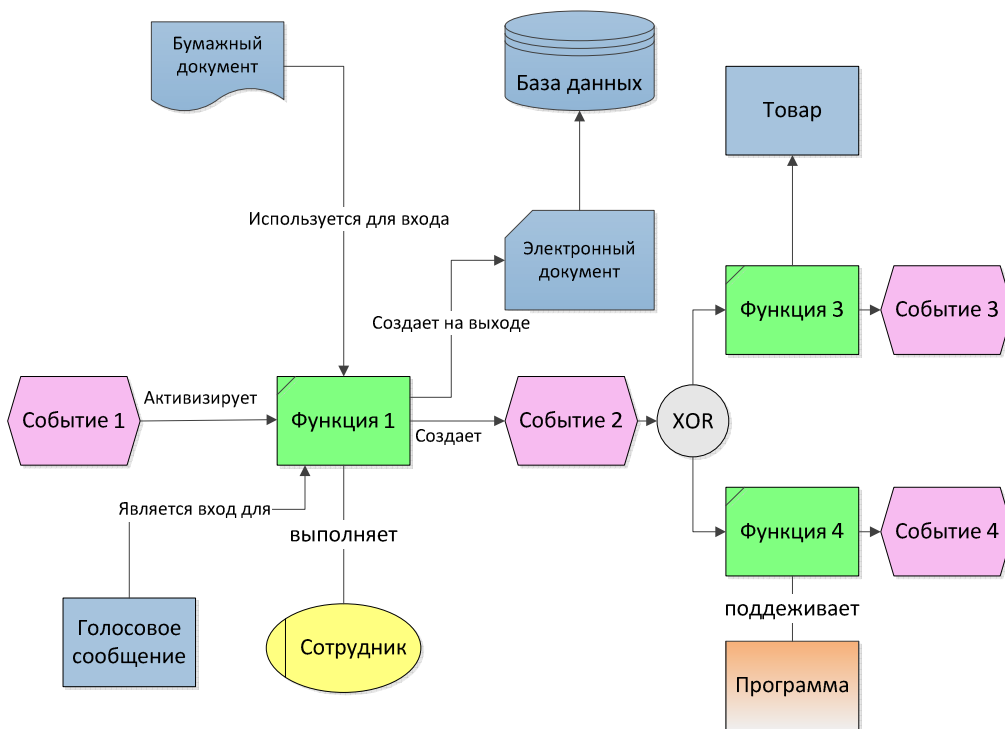 Бумажный
документ
База данных
Товар
Используется для входа
Электронный
документ
Создает на выходе
Функция 3
Событие 3
Активизирует
Событие 1
Функция 1
Создает
Событие 2
XOR
Является вход для
выполняет
Функция 4
Событие 4
поддеживает
Голосовое
сообщение
Сотрудник
Программа